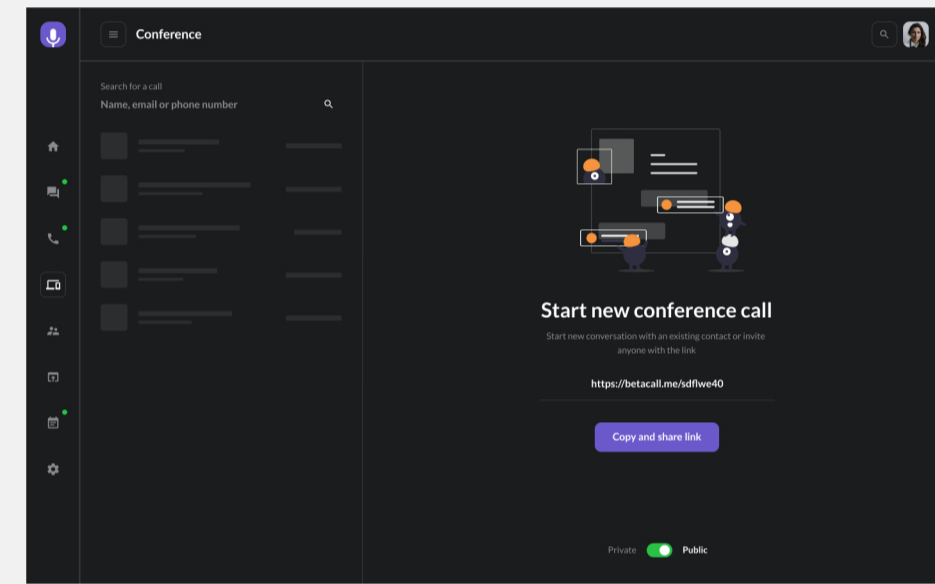 Conference
Search for a call
Name, email or phone number
Start new conference call
Start new conversation with an existing contact or invite
anyone with the link
https://betacall.me/sdflwe40
Copy and share link
Private Public